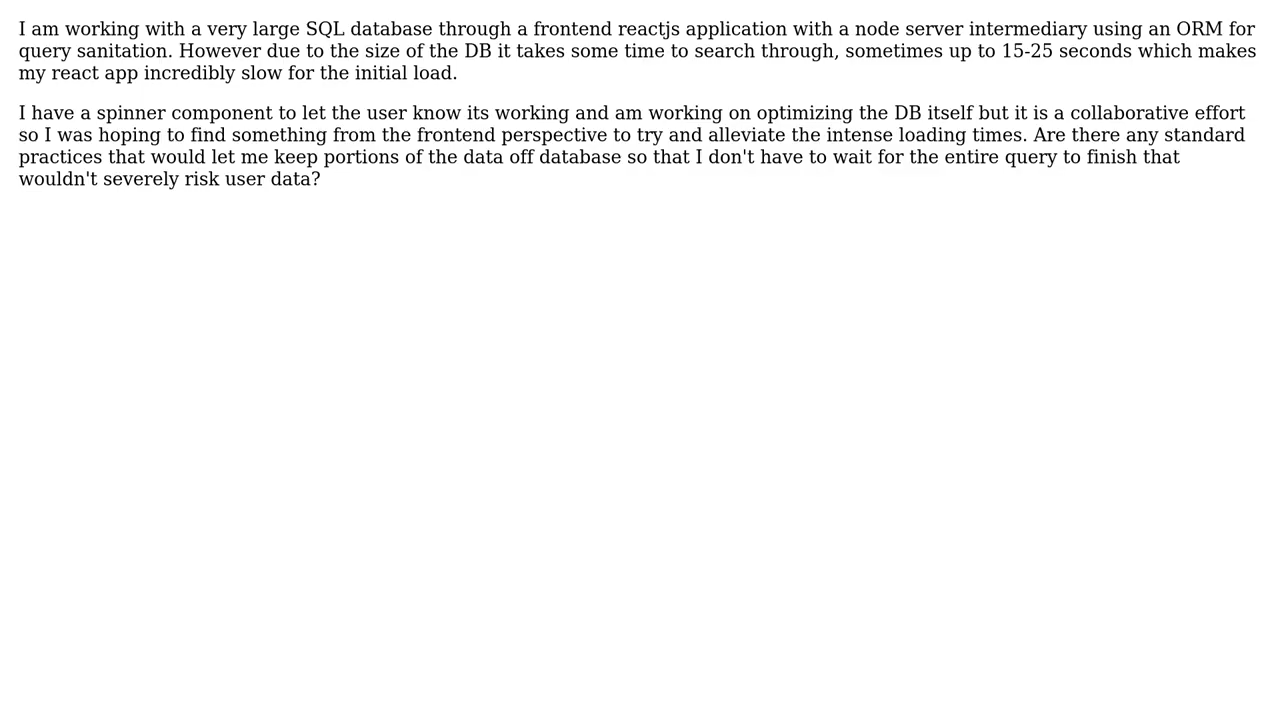 I am working with a very large SQL database through a frontend reactjs application with a node server intermediary using an ORM for
query sanitation. However due to the size of the DB it takes some time to search through, sometimes up to 15-25 seconds which makes
my react app incredibly slow for the initial load.
I have a spinner component to let the user know its working and am working on optimizing the DB itself but it is a collaborative effort
so I was hoping to find something from the frontend perspective to try and alleviate the intense loading times. Are there any standard
practices that would let me keep portions of the data off database so that I don't have to wait for the entire query to finish that
wouldn't severely risk user data?